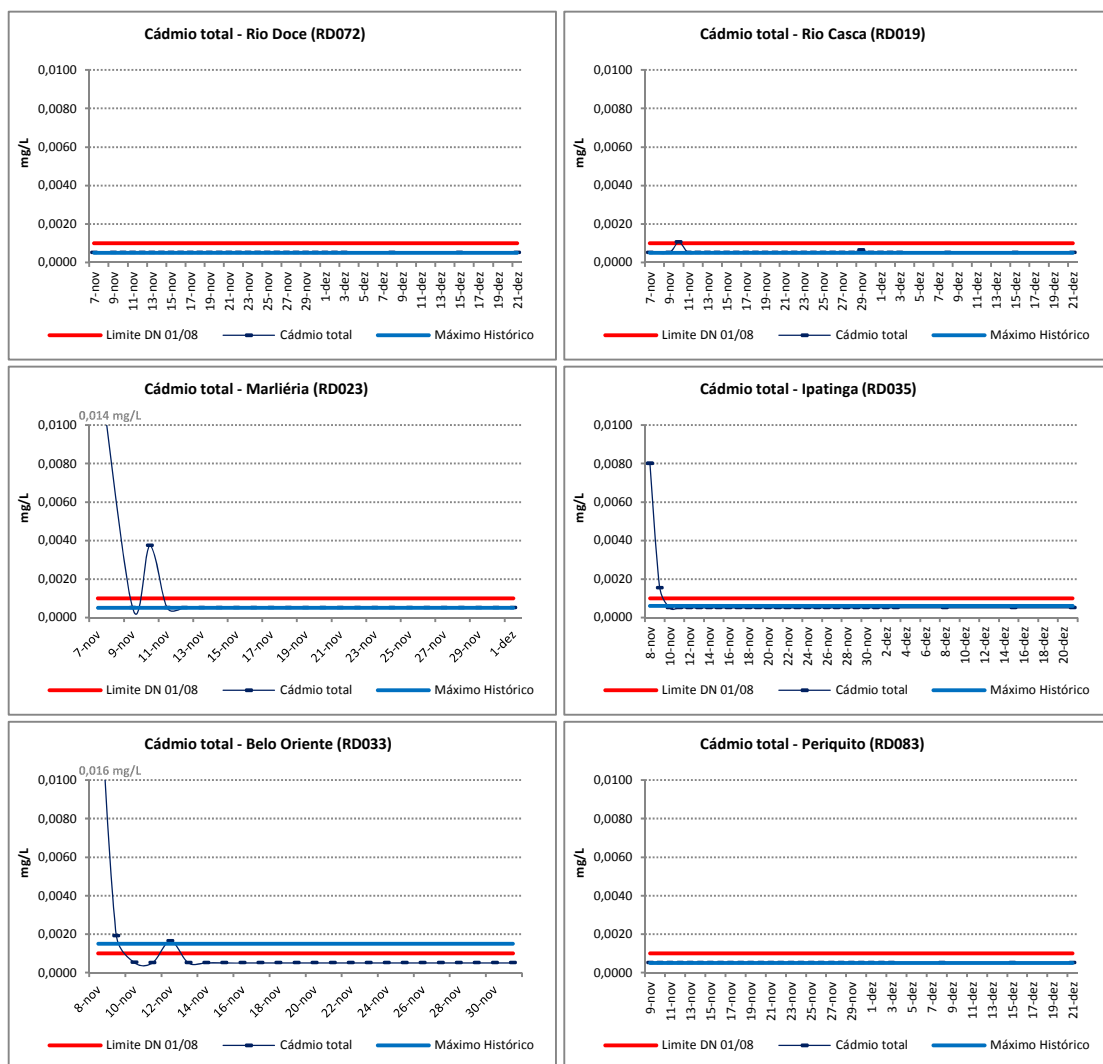 Cádmio total - Rio Doce (RD072)
mg/L
0,0100
0,0080
0,0060
0,0040
0,0020
0,0000
7-nov 9-nov 11-nov 13-nov 15-nov 17-nov 19-nov 21-nov 23-nov 25-nov 27-nov 29-nov 1-dez 3-dez 5-dez 7-dez 9-dez 11-dez 13-dez 15-dez 17-dez 19-dez 21-dez
Limite DN 01/08 Cádmio total Máximo Histórico
Cádmio total - Rio Casca (RD019)
mg/L
0,0100
0,0080
0,0060
0,0040
0,0020
0,0000
7-nov 9-nov 11-nov 13-nov 15-nov 17-nov 19-nov 21-nov 23-nov 25-nov 27-nov 29-nov 1-dez 3-dez 5-dez 7-dez 9-dez 11-dez 13-dez 15-dez 17-dez 19-dez 21-dez
Limite DN 01/08 Cádmio total Máximo Histórico
Cádmio total - Marliéria (RD023)
0,014 mg/L
mg/L
0,0100
0,0080
0,0060
0,0040
0,0020
0,0000
7-nov 9-nov 11-nov 13-nov 15-nov 17-nov 19-nov 21-nov 23-nov 25-nov 27-nov 29-nov 1-dez
Limite DN 01/08 Cádmio total Máximo Histórico
Cádmio total - Ipatinga (RD035)
mg/L
0,0100
0,0080
0,0060
0,0040
0,0020
0,0000
8-nov 10-nov 12-nov 14-nov 16-nov 18-nov 20-nov 22-nov 24-nov 26-nov 28-nov 30-nov 2-dez 4-dez 6-dez 8-dez 10-dez 12-dez 14-dez 16-dez 18-dez 20-dez
Limite DN 01/08 Cádmio total Máximo Histórico
Cádmio total - Belo Oriente (RD033)
0,016 mg/L
mg/L
0,0100
0,0080
0,0060
0,0040
0,0020
0,0000
8-nov 10-nov 12-nov 14-nov 16-nov 18-nov 20-nov 22-nov 24-nov 26-nov 28-nov 30-nov
Limite DN 01/08 Cádmio total Máximo Histórico
Cádmio total - Periquito (RD083)
mg/L
0,0100
0,0080
0,0060
0,0040
0,0020
0,0000
9-nov 11-nov 13-nov 15-nov 17-nov 19-nov 21-nov 23-nov 25-nov 27-nov 29-nov 1-dez 3-dez 5-dez 7-dez 9-dez 11-dez 13-dez 15-dez 17-dez 19-dez 21-dez
Limite DN 01/08 Cádmio total Máximo Histórico